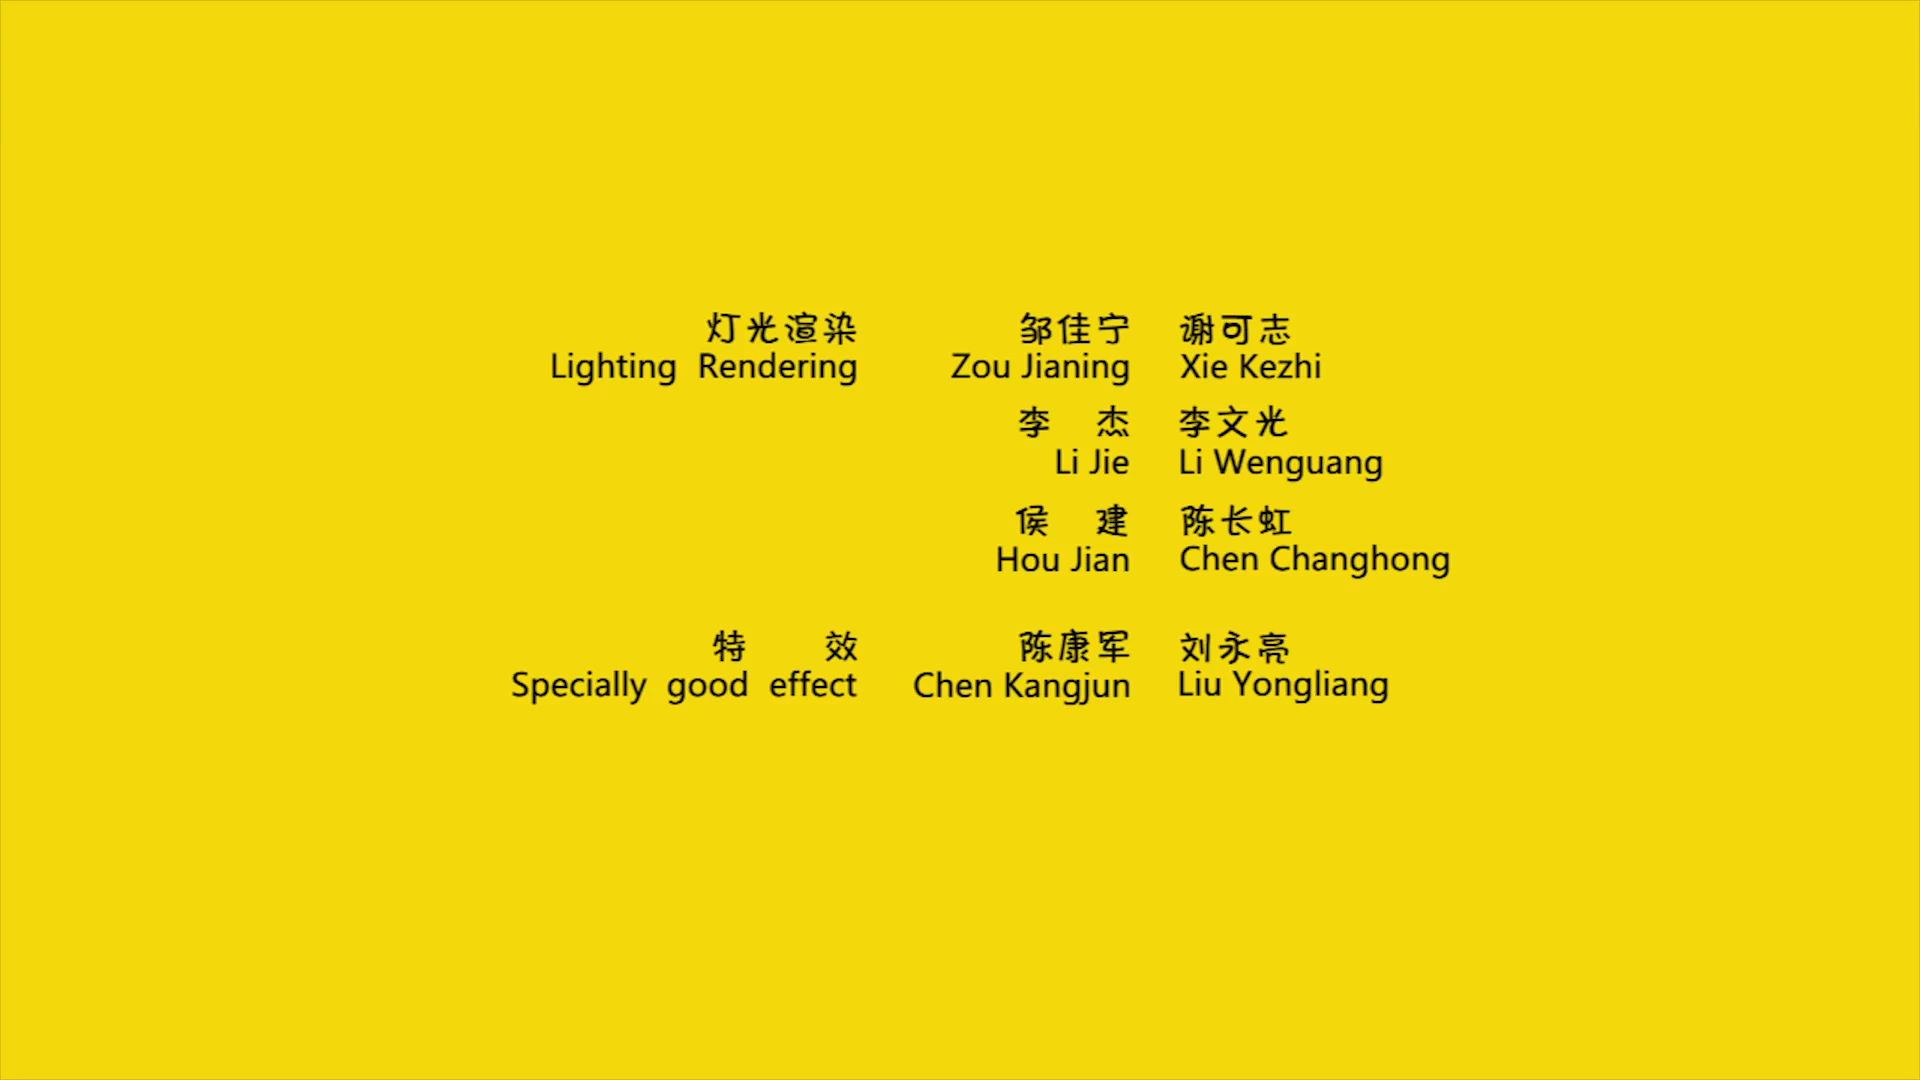 灯光渲染 邹佳宁 谢可志
Lighting Rendering Zou Jianing Xie Kezhi
李 杰 李文光
Li Jie Li Wenguang
侯 建 陈长虹
Hou Jian Chen Changhong
特 效 陈康军 刘永亮
Specially good effect Chen Kangjun Liu Yongliang